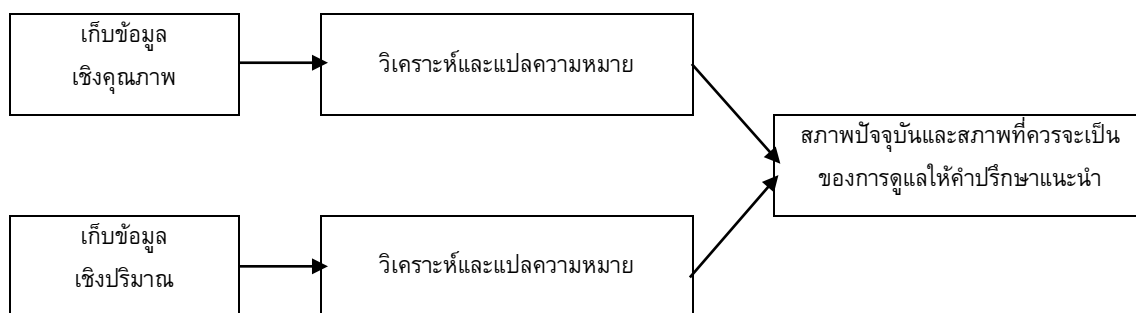 เก็บข้อมูล
เชิงคุณภาพ
วิเคราะห์และแปลความหมาย
สภาพปัจจุบันและสภาพที่ควรจะเป็น
ของการดูแลให้คำปรึกษาแนะนำ
เก็บข้อมูล
เชิงปริมาณ
วิเคราะห์และแปลความหมาย